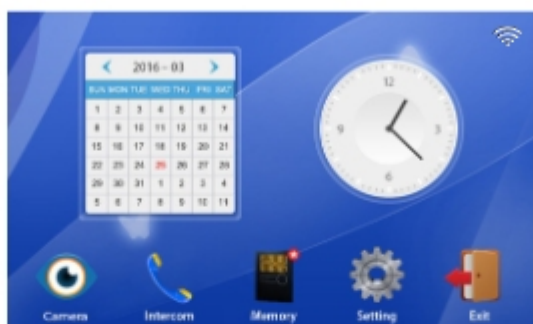 2016-03
SUN MON TUE WED THU FRI SAT
1 2 3 4 5 6 7
8 9 10 11 12 13 14
15 16 17 18 19 20 21
22 23 24 25 26 27 28
29 30 31 1 2 3 4
5 6 7 8 9 10 11
12
9 3
6
Camera Intercom Memory Setting Exit